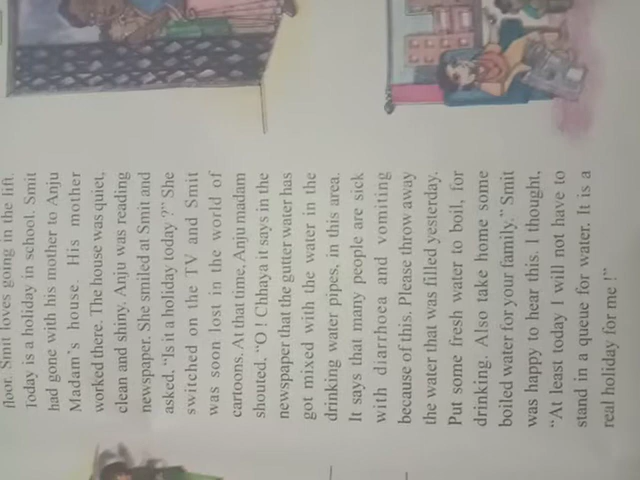 floor. Smit loves going in the lift.
Today is a holiday in school. Smit
had gone with his mother to Anju
Madam`s house. His mother
worked there. The house was quiet,
clean and shiny. Anju was reading
newspaper. She smiled at Smit and
asked. “Is it a holiday today ?” She
switched on the TV and Smit
was soon lost in the world of
cartoons. At that time, Anju madam
shouted. “O ! Chhaya it says in the
newspaper that the gutter water has
got mixed with the water in the
drinking water pipes, in this area.
It says that many people are sick
with diarrhoea and vomiting
because of this. Please throw away
the water that was filled yesterday.
Put some fresh water to boil, for
drinking. Also take home some
boiled water for your family.” Smit
was happy to hear this. I thought,
“At least today I will not have to
stand in a queue for water. It is a
real holiday for me !”